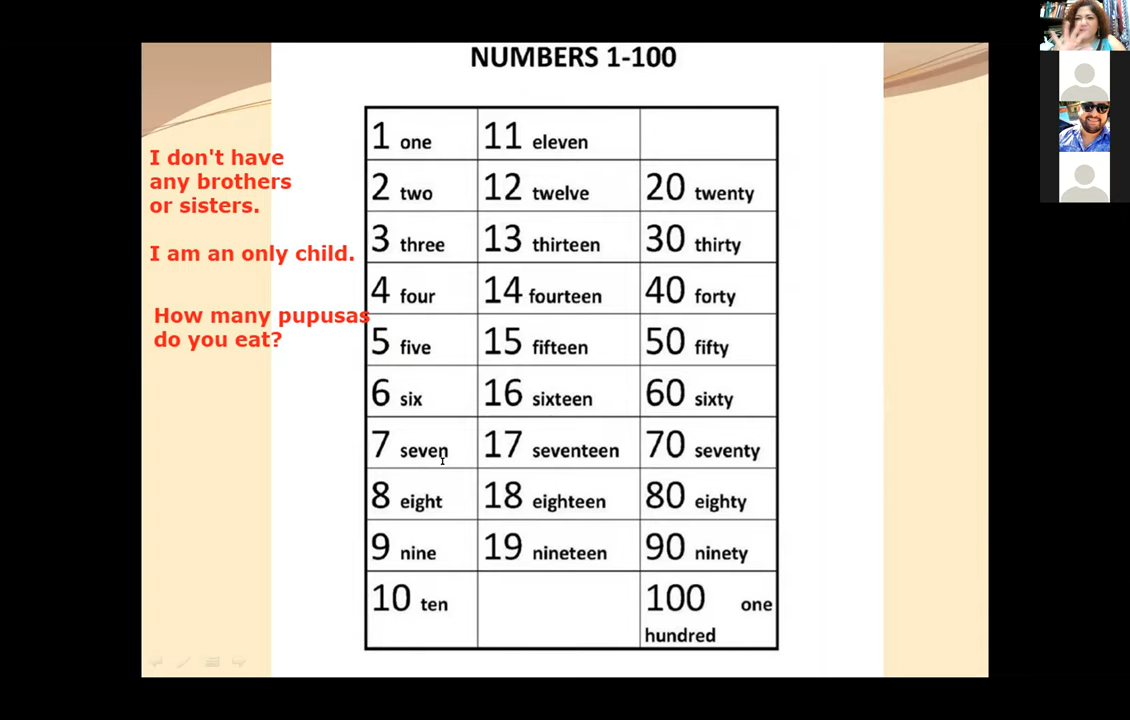 NUMBERS 1-100
I don't have
any brothers
or sisters.
I am an only child.
How many pupusas
do you eat?
1 one 11 eleven
2 two 12 twelve 20 twenty
3 three 13 thirteen 30 thirty
4 four 14 fourteen 40 forty
5 five 15 fifteen 50 fifty
6 six 16 sixteen 60 sixty
7 seven 17 seventeen 70 seventy
8 eight 18 eighteen 80 eighty
9 nine 19 nineteen 90 ninety
10 ten 100 one
hundred